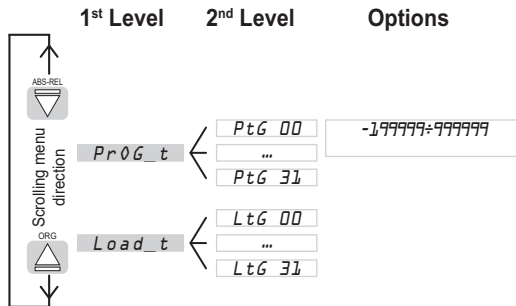 1st Level 2nd Level Options
ABS-REL
Scrolling menu
direction
ORG
PrOG_t
PtG 00
...
PtG 31
-199999÷999999
Load_t
LtG 00
...
LtG 31